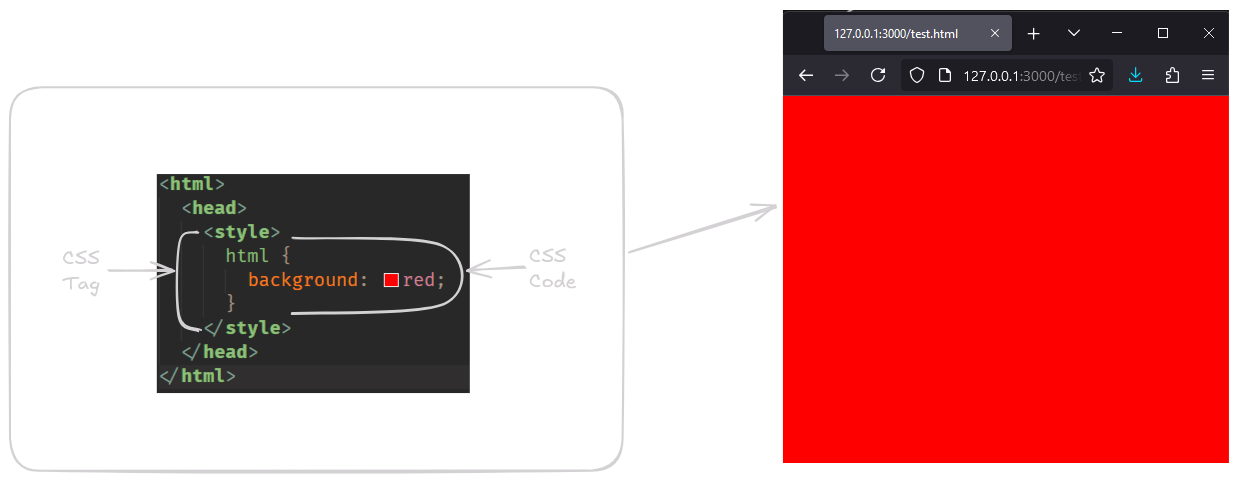 127.0.0.1:3000/test.html
127.0.0.1:3000/tes
<html>
<head>
<style>
html {
background: red;
}
</style>
</head>
</html>
CSS
Tag
CSS
Code